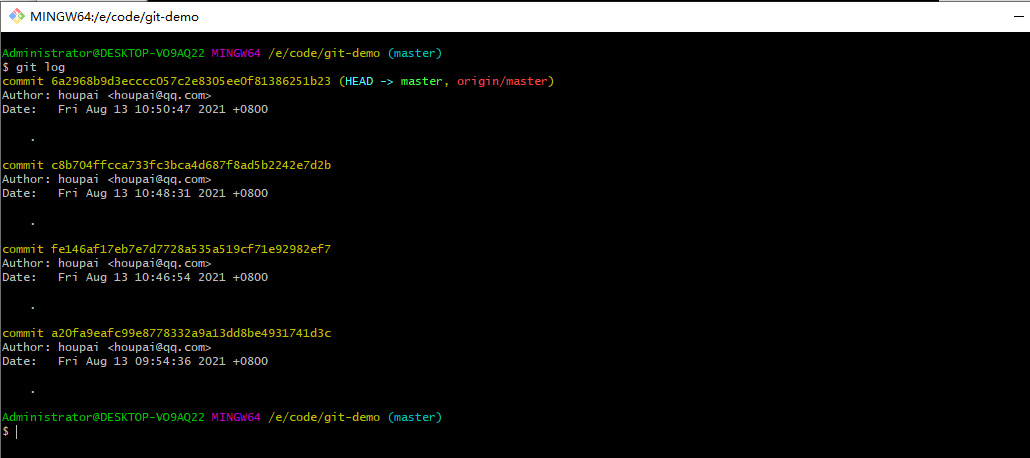 MINGW64:/e/code/git-demo
Administrator@DESKTOP-VO9AQ22 MINGW64 /e/code/git-demo (master)
$ git log
commit 6a2968b9d3ecccc057c2e8305ee0f81386251b23 (HEAD -> master, origin/master)
Author: houpai <houpai@qq.com>
Date:   Fri Aug 13 10:50:47 2021 +0800
.
commit c8b704ffcca733fc3bca4d687f8ad5b2242e7d2b
Author: houpai <houpai@qq.com>
Date:   Fri Aug 13 10:48:31 2021 +0800
.
commit fe146af17eb7e7d7728a535a519cf71e92982ef7
Author: houpai <houpai@qq.com>
Date:   Fri Aug 13 10:46:54 2021 +0800
.
commit a20fa9eafc99e8778332a9a13dd8be4931741d3c
Author: houpai <houpai@qq.com>
Date:   Fri Aug 13 09:54:36 2021 +0800
.
Administrator@DESKTOP-VO9AQ22 MINGW64 /e/code/git-demo (master)
$